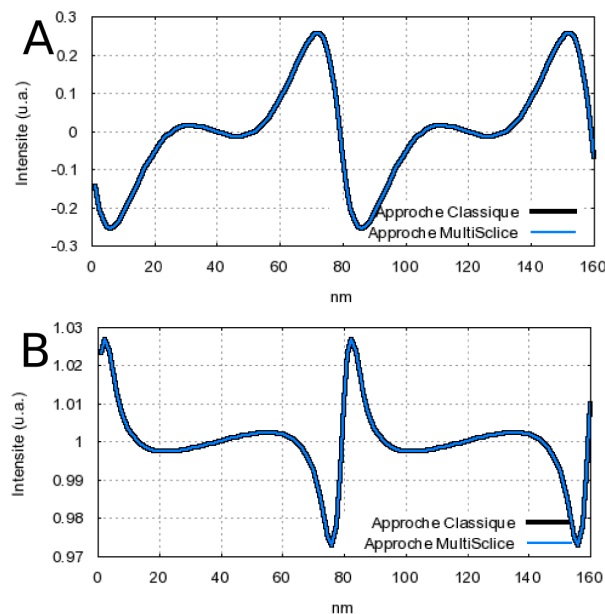 A
0.3
0.2
0.1
0
-0.1
-0.2
-0.3
Intensite (u.a.)
Approche Classique
Approche MultiSclice
0 20 40 60 80 100 120 140 160
nm
B
1.03
1.02
1.01
1
0.99
0.98
0.97
Intensite (u.a.)
Approche Classique
Approche MultiSclice
0 20 40 60 80 100 120 140 160
nm